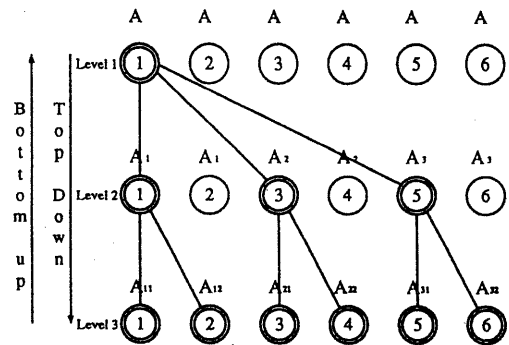 A A A A A A
Level 1 1 2 3 4 5 6
Bottom up
Top Down
A₁ A₁ A₂ A₂ A₃ A₃
Level 2 1 2 3 4 5 6
A₁₁ A₁₂ A₂₁ A₂₂ A₃₁ A₃₂
Level 3 1 2 3 4 5 6